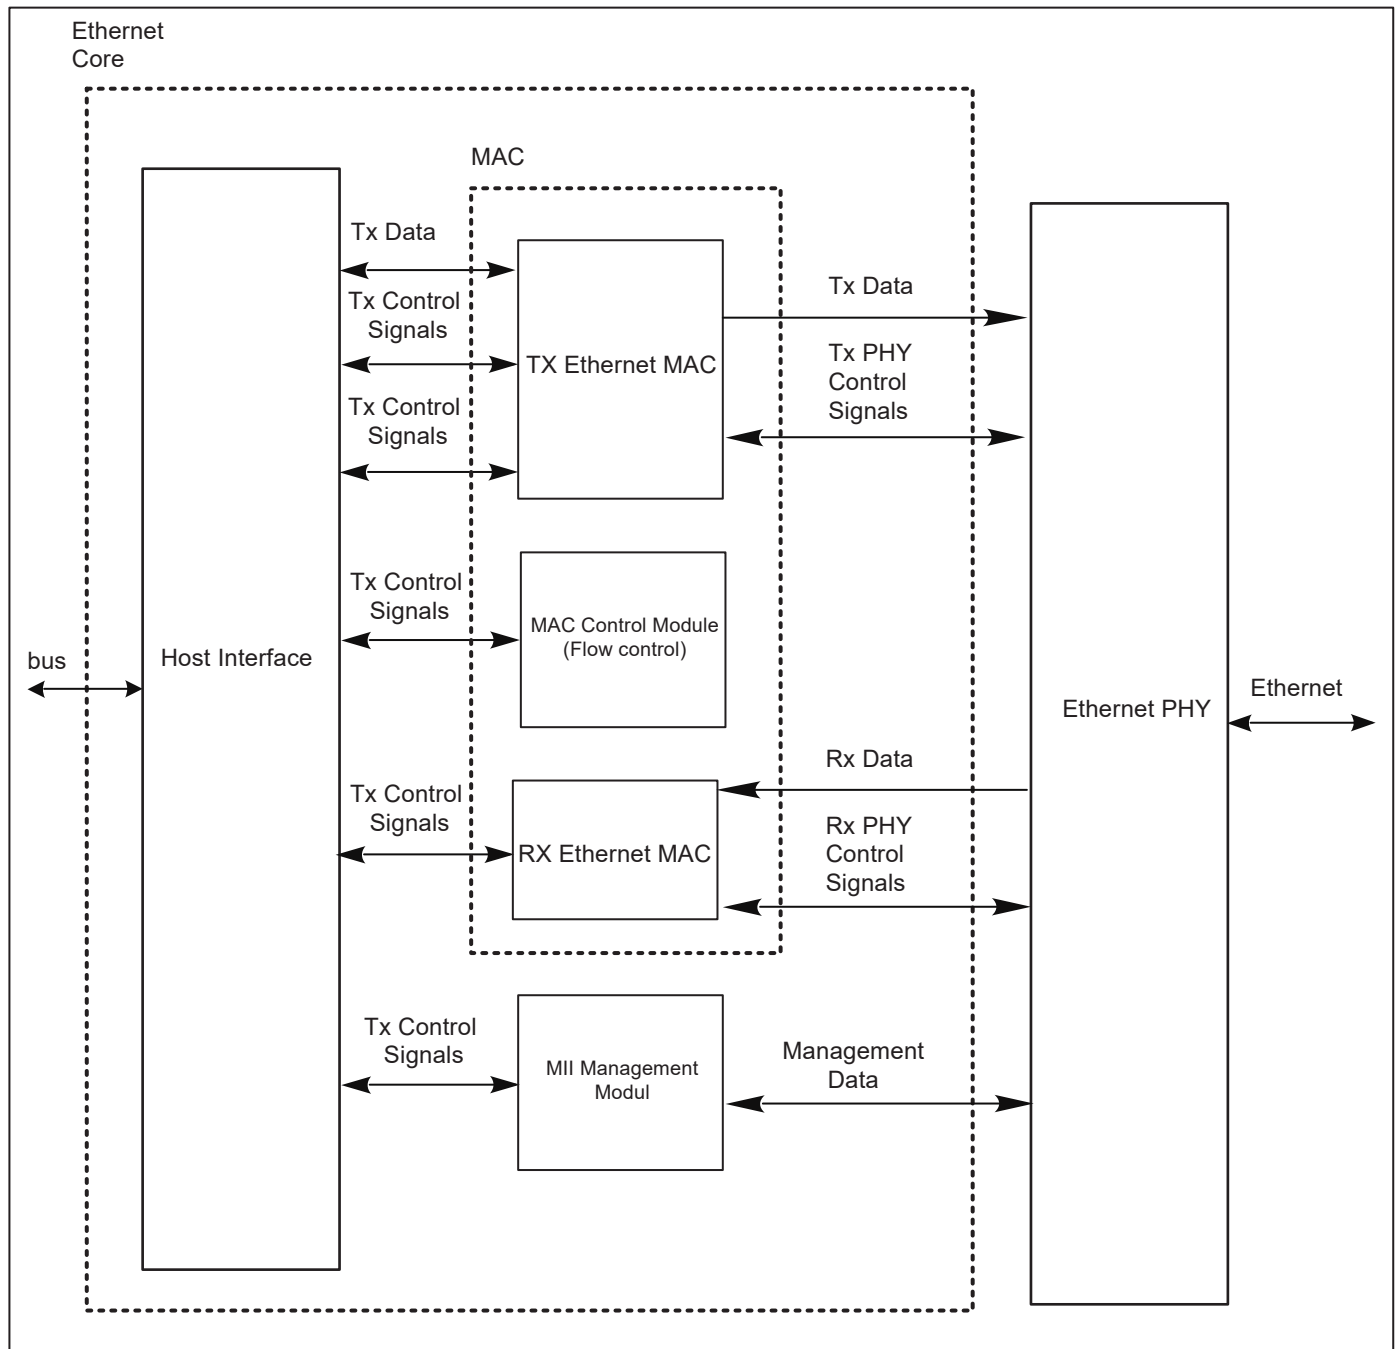 Ethernet
Core
MAC
Tx Data
Tx Control
Signals
TX Ethernet MAC
Tx Control
Signals
Tx Data
Tx PHY
Control
Signals
Tx Control
Signals
MAC Control Module
(Flow control)
bus
Host Interface
Ethernet PHY
Ethernet
Tx Control
Signals
RX Ethernet MAC
Rx Data
Rx PHY
Control
Signals
Tx Control
Signals
MII Management
Modul
Management
Data